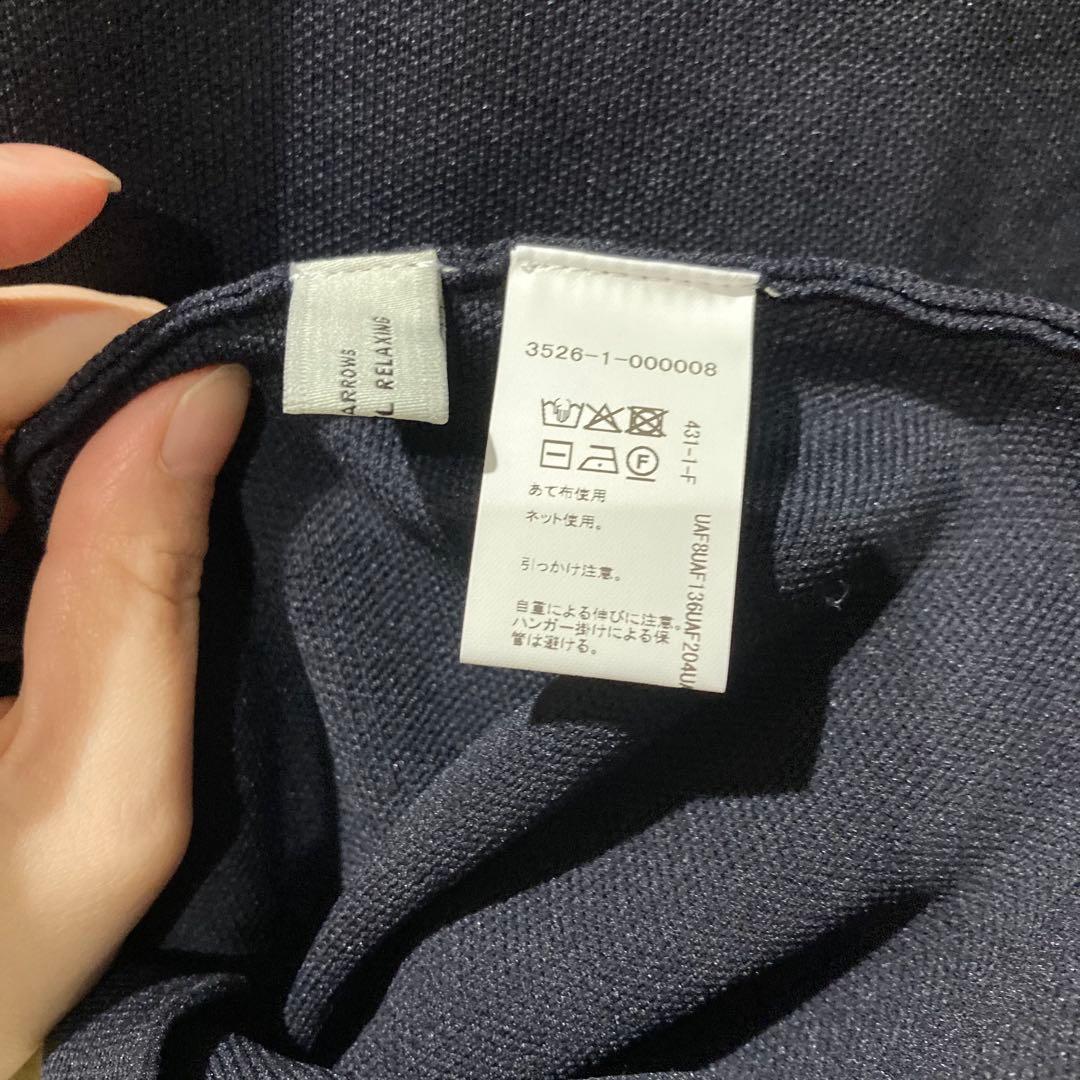 ARROWS
L RELAXING
3526-1-000008
F
あて布使用
ネット使用。
引っかけ注意。
自重による伸びに注意。
ハンガー掛けによる保
管は避ける。
431-1-F
UAF8UAF136UAF204U